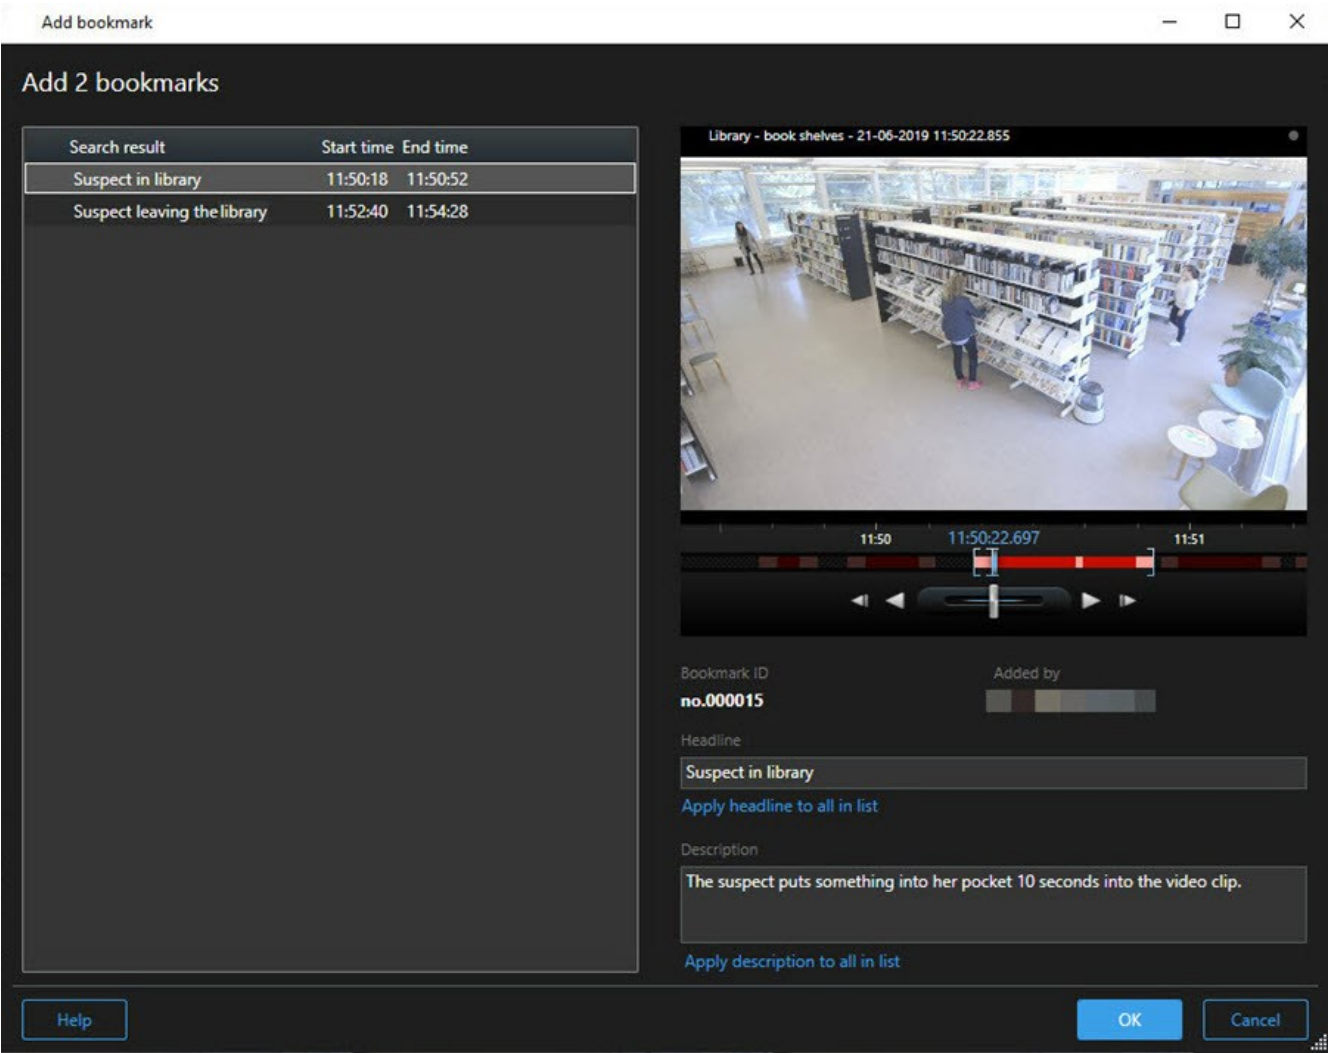 Add bookmark
Add 2 bookmarks
Search result Start time End time
Suspect in library 11:50:18 11:50:52
Suspect leaving the library 11:52:40 11:54:28
Library - book shelves - 21-06-2019 11:50:22.855
11:50 11:50:22.697 11:51
Bookmark ID Added by
no.000015
Headline
Suspect in library
Apply headline to all in list
Description
The suspect puts something into her pocket 10 seconds into the video clip.
Apply description to all in list
Help OK Cancel